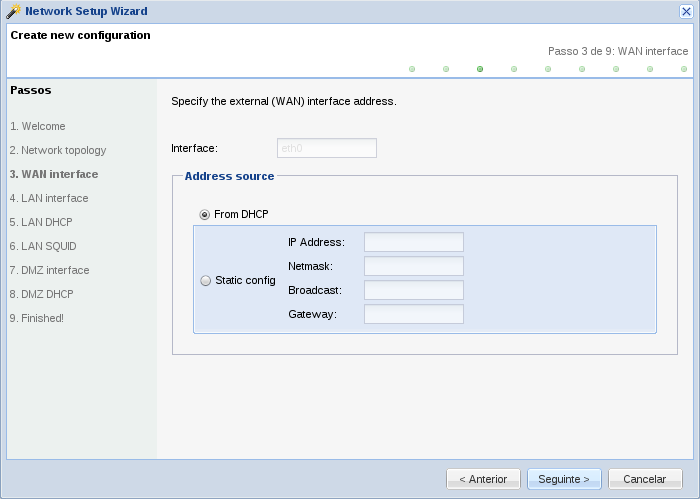 Network Setup Wizard
Create new configuration
Passo 3 de 9: WAN interface
Passos
1. Welcome
2. Network topology
3. WAN interface
4. LAN interface
5. LAN DHCP
6. LAN SQUID
7. DMZ interface
8. DMZ DHCP
9. Finished!
Specify the external (WAN) interface address.
Interface: eth0
Address source
From DHCP
Static config
IP Address:
Netmask:
Broadcast:
Gateway:
< Anterior Seguinte > Cancelar